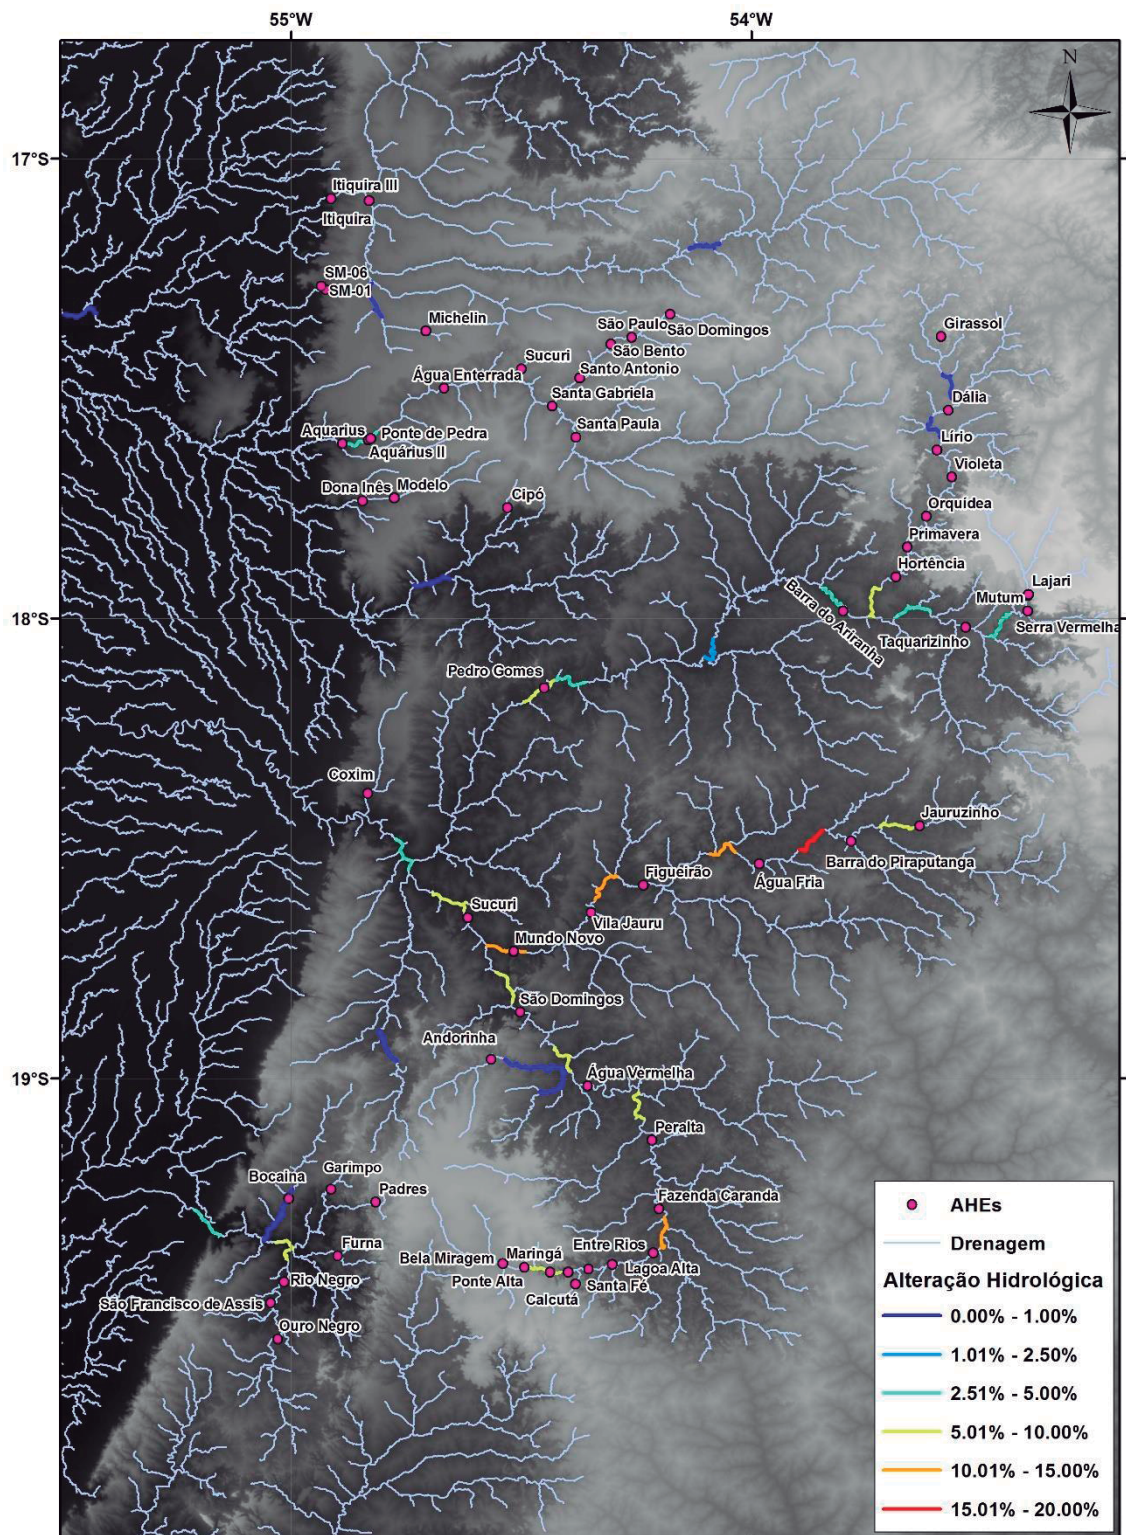 55°W
54°W
N
17°S
Itiquira III
Itiquira
SM-06
SM-01
Michelin
São Paulo
São Domingos
São Bento
Girassol
Sucuri
Santo Antonio
Água Enterrada
Santa Gabriela
Dália
Santa Paula
Aquarius
Ponte de Pedra
Aquárius II
Lírio
Violeta
Dona Inês
Modelo
Cipó
Orquidea
Primavera
Hortência
Lajari
Mutum
18°S
Barra do Ariranha
Serra Vermelha
Taquarizinho
Pedro Gomes
Coxim
Jauruzinho
Barra do Piraputanga
Figueirão
Água Fria
Sucuri
Vila Jauru
Mundo Novo
São Domingos
Andorinha
19°S
Água Vermelha
Peralta
Bocaina
Garimpo
Padres
Fazenda Caranda
Furna
Entre Rios
Bela Miragem
Maringá
Lagoa Alta
Ponte Alta
Santa Fé
Calcutá
Rio Negro
São Francisco de Assis
Ouro Negro
AHEs
Drenagem
Alteração Hidrológica
0.00% - 1.00%
1.01% - 2.50%
2.51% - 5.00%
5.01% - 10.00%
10.01% - 15.00%
15.01% - 20.00%